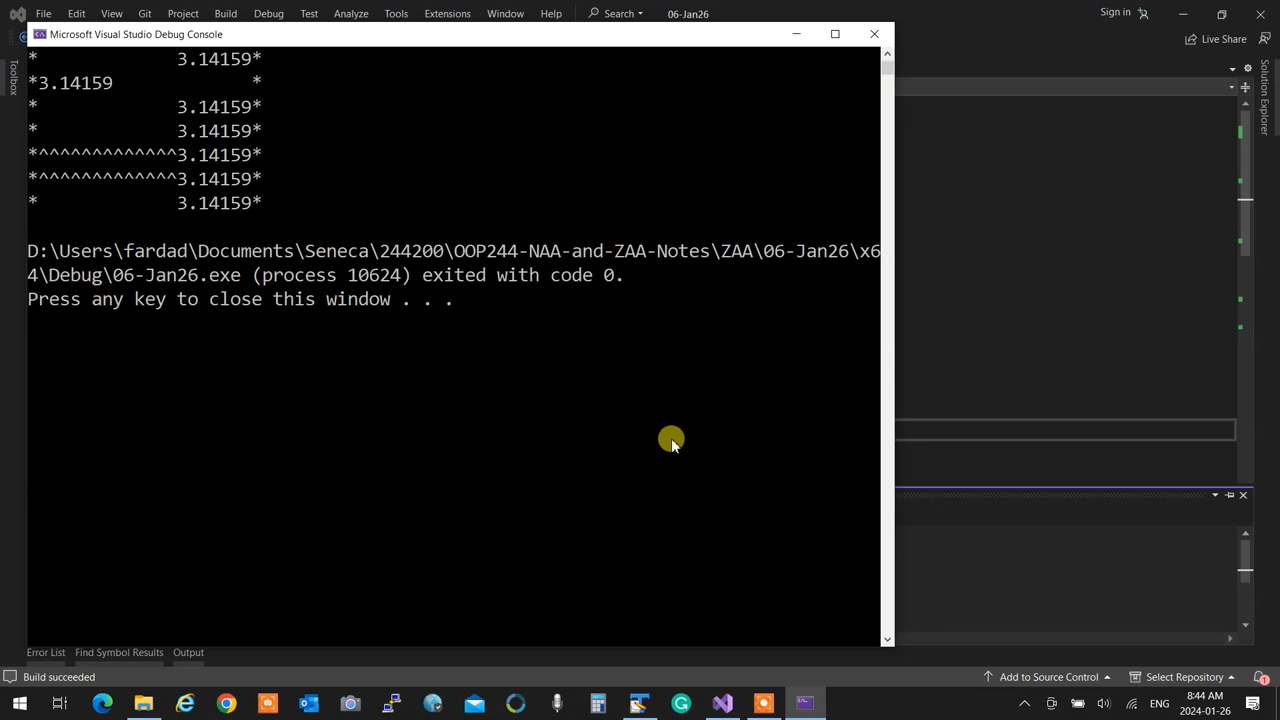 File Edit View Git Project Build Debug Test Analyze Tools Extensions Window Help Search 06-Jan26 Sign in
Microsoft Visual Studio Debug Console
Live Share
Toolbox
Solution Explorer
*             3.14159*
*3.14159             *
*             3.14159*
*             3.14159*
*^^^^^^^^^^^^^3.14159*
*^^^^^^^^^^^^^3.14159*
*             3.14159*
D:\Users\fardad\Documents\Seneca\244200\OOP244-NAA-and-ZAA-Notes\ZAA\06-Jan26\x6
4\Debug\06-Jan26.exe (process 10624) exited with code 0.
Press any key to close this window . . .
Error List Find Symbol Results Output
Build succeeded Add to Source Control Select Repository 1
ENG 8:44 AM
2024-01-26